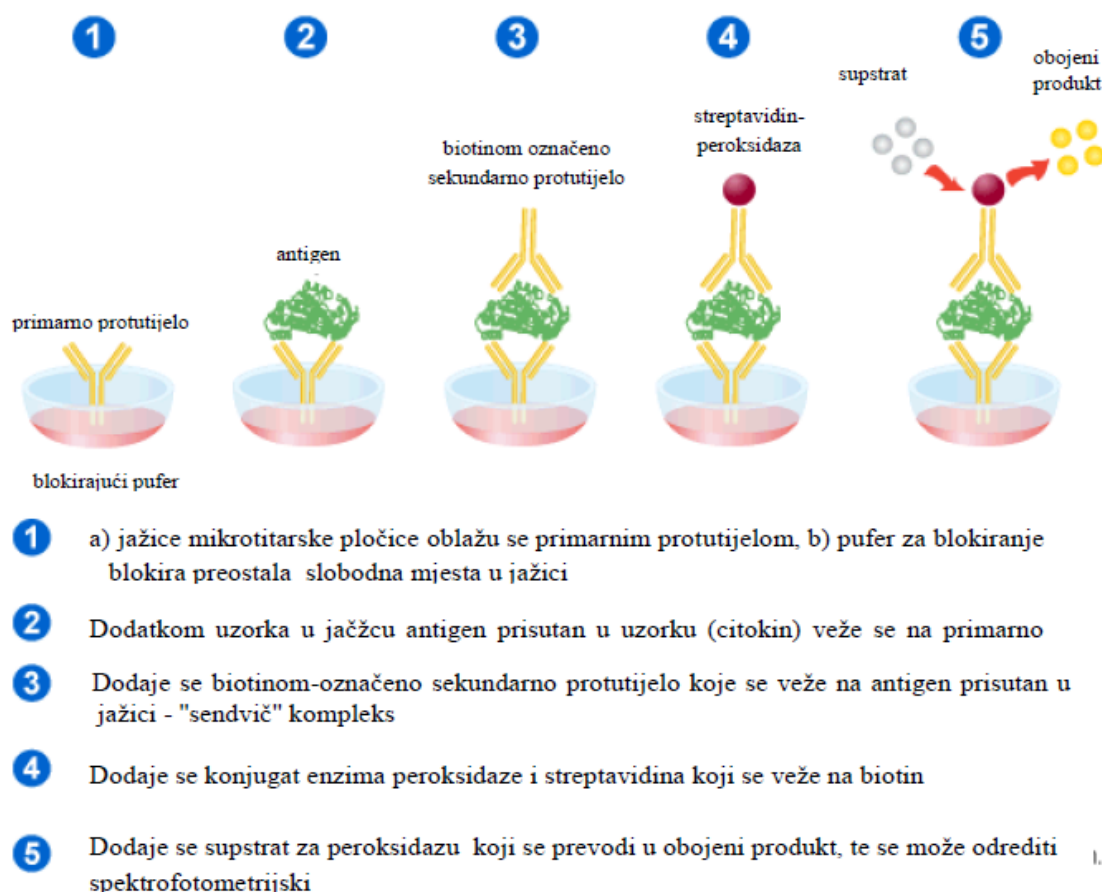 1 2 3 4 5
supstrat
obojeni
produkt
streptavidin-
peroksidaza
biotinom označeno
sekundarno protutijelo
antigen
primarno protutijelo
blokirajući pufer
1 a) jažice mikrotitarske pločice oblažu se primarnim protutijelom, b) pufer za blokiranje
blokira preostala slobodna mjesta u jažici
2 Dodatkom uzorka u jačžcu antigen prisutan u uzorku (citokin) veže se na primarno
3 Dodaje se biotinom-označeno sekundarno protutijelo koje se veže na antigen prisutan u
jažici - "sendvič" kompleks
4 Dodaje se konjugat enzima peroksidaze i streptavidina koji se veže na biotin
5 Dodaje se supstrat za peroksidazu koji se prevodi u obojeni produkt, te se može odrediti
spektrofotometrijski